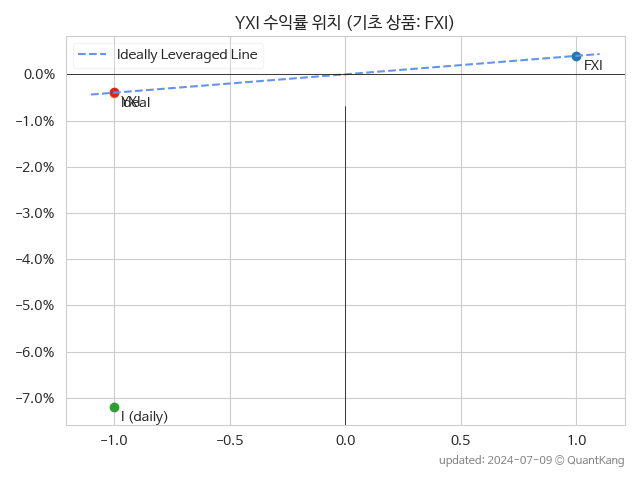 YXI 수익률 위치 (기초 상품: FXI)
Ideally Leveraged Line
0.0%
-1.0%
-2.0%
-3.0%
-4.0%
-5.0%
-6.0%
-7.0%
FXI
YXI
Ideal
I (daily)
-1.0 -0.5 0.0 0.5 1.0
updated: 2024-07-09 © QuantKang